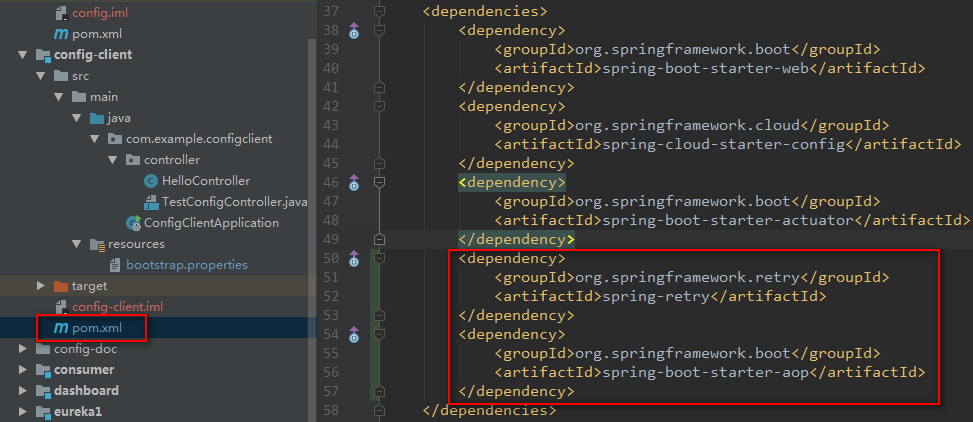 config.iml
pom.xml
config-client
src
main
java
com.example.configclient
controller
HelloController
TestConfigController.java
ConfigClientApplication
resources
bootstrap.properties
target
config-client.iml
pom.xml
config-doc
consumer
dashboard
eureka1
37 <dependencies>
38 <dependency>
39 <groupId>org.springframework.boot</groupId>
40 <artifactId>spring-boot-starter-web</artifactId>
41 </dependency>
42 <dependency>
43 <groupId>org.springframework.cloud</groupId>
44 <artifactId>spring-cloud-starter-config</artifactId>
45 </dependency>
46 <dependency>
47 <groupId>org.springframework.boot</groupId>
48 <artifactId>spring-boot-starter-actuator</artifactId>
49 </dependency>
50 <dependency>
51 <groupId>org.springframework.retry</groupId>
52 <artifactId>spring-retry</artifactId>
53 </dependency>
54 <dependency>
55 <groupId>org.springframework.boot</groupId>
56 <artifactId>spring-boot-starter-aop</artifactId>
57 </dependency>
58 </dependencies>